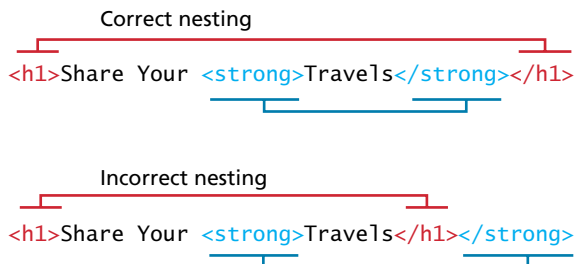 Correct nesting
<h1>Share Your <strong>Travels</strong></h1>
Incorrect nesting
<h1>Share Your <strong>Travels</h1></strong>